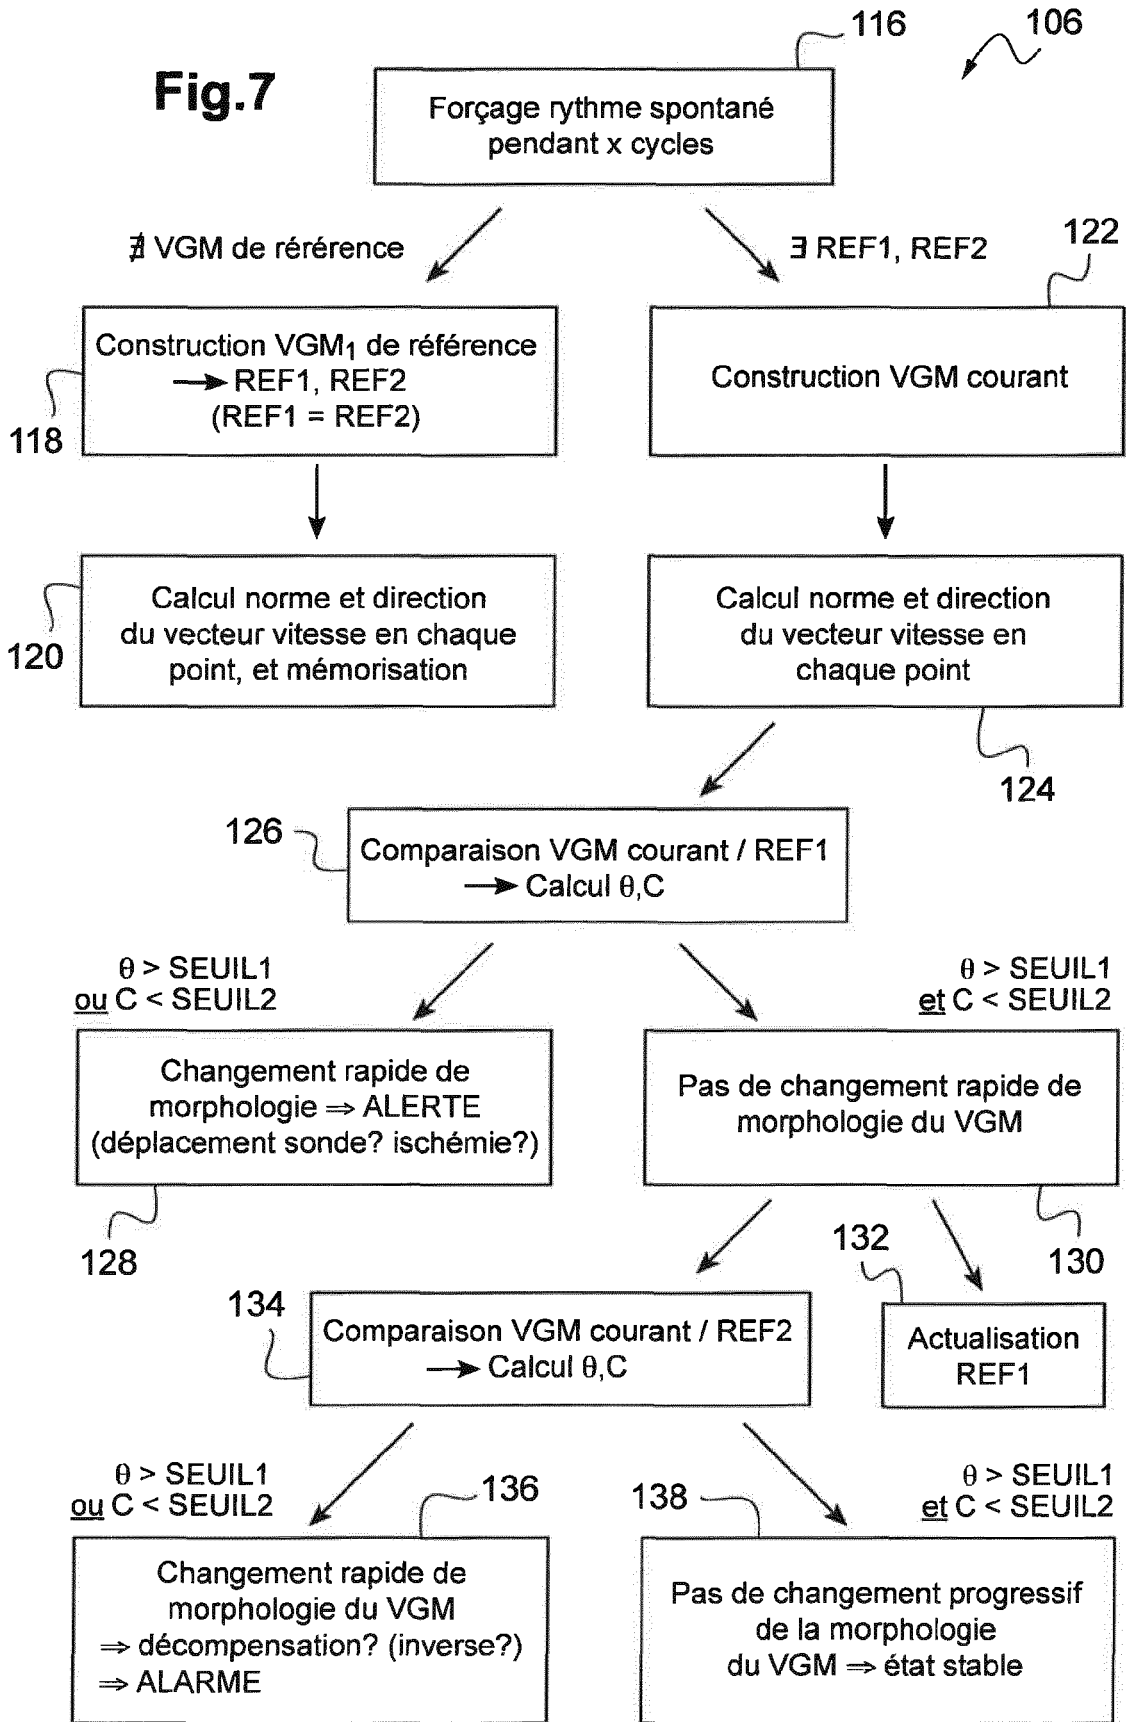 116
106
Fig.7
Forçage rythme spontané
pendant x cycles
∄ VGM de rérérence
∃ REF1, REF2
122
Construction VGM1 de référence
→ REF1, REF2
(REF1 = REF2)
118
Construction VGM courant
Calcul norme et direction
du vecteur vitesse en chaque
point, et mémorisation
120
Calcul norme et direction
du vecteur vitesse en
chaque point
124
126
Comparaison VGM courant / REF1
→ Calcul θ,C
θ > SEUIL1
ou C < SEUIL2
θ > SEUIL1
et C < SEUIL2
Changement rapide de
morphologie ⇒ ALERTE
(déplacement sonde? ischémie?)
128
Pas de changement rapide de
morphologie du VGM
130
132
Actualisation
REF1
134
Comparaison VGM courant / REF2
→ Calcul θ,C
θ > SEUIL1
ou C < SEUIL2
136
138
θ > SEUIL1
et C < SEUIL2
Changement rapide de
morphologie du VGM
⇒ décompensation? (inverse?)
⇒ ALARME
Pas de changement progressif
de la morphologie
du VGM ⇒ état stable